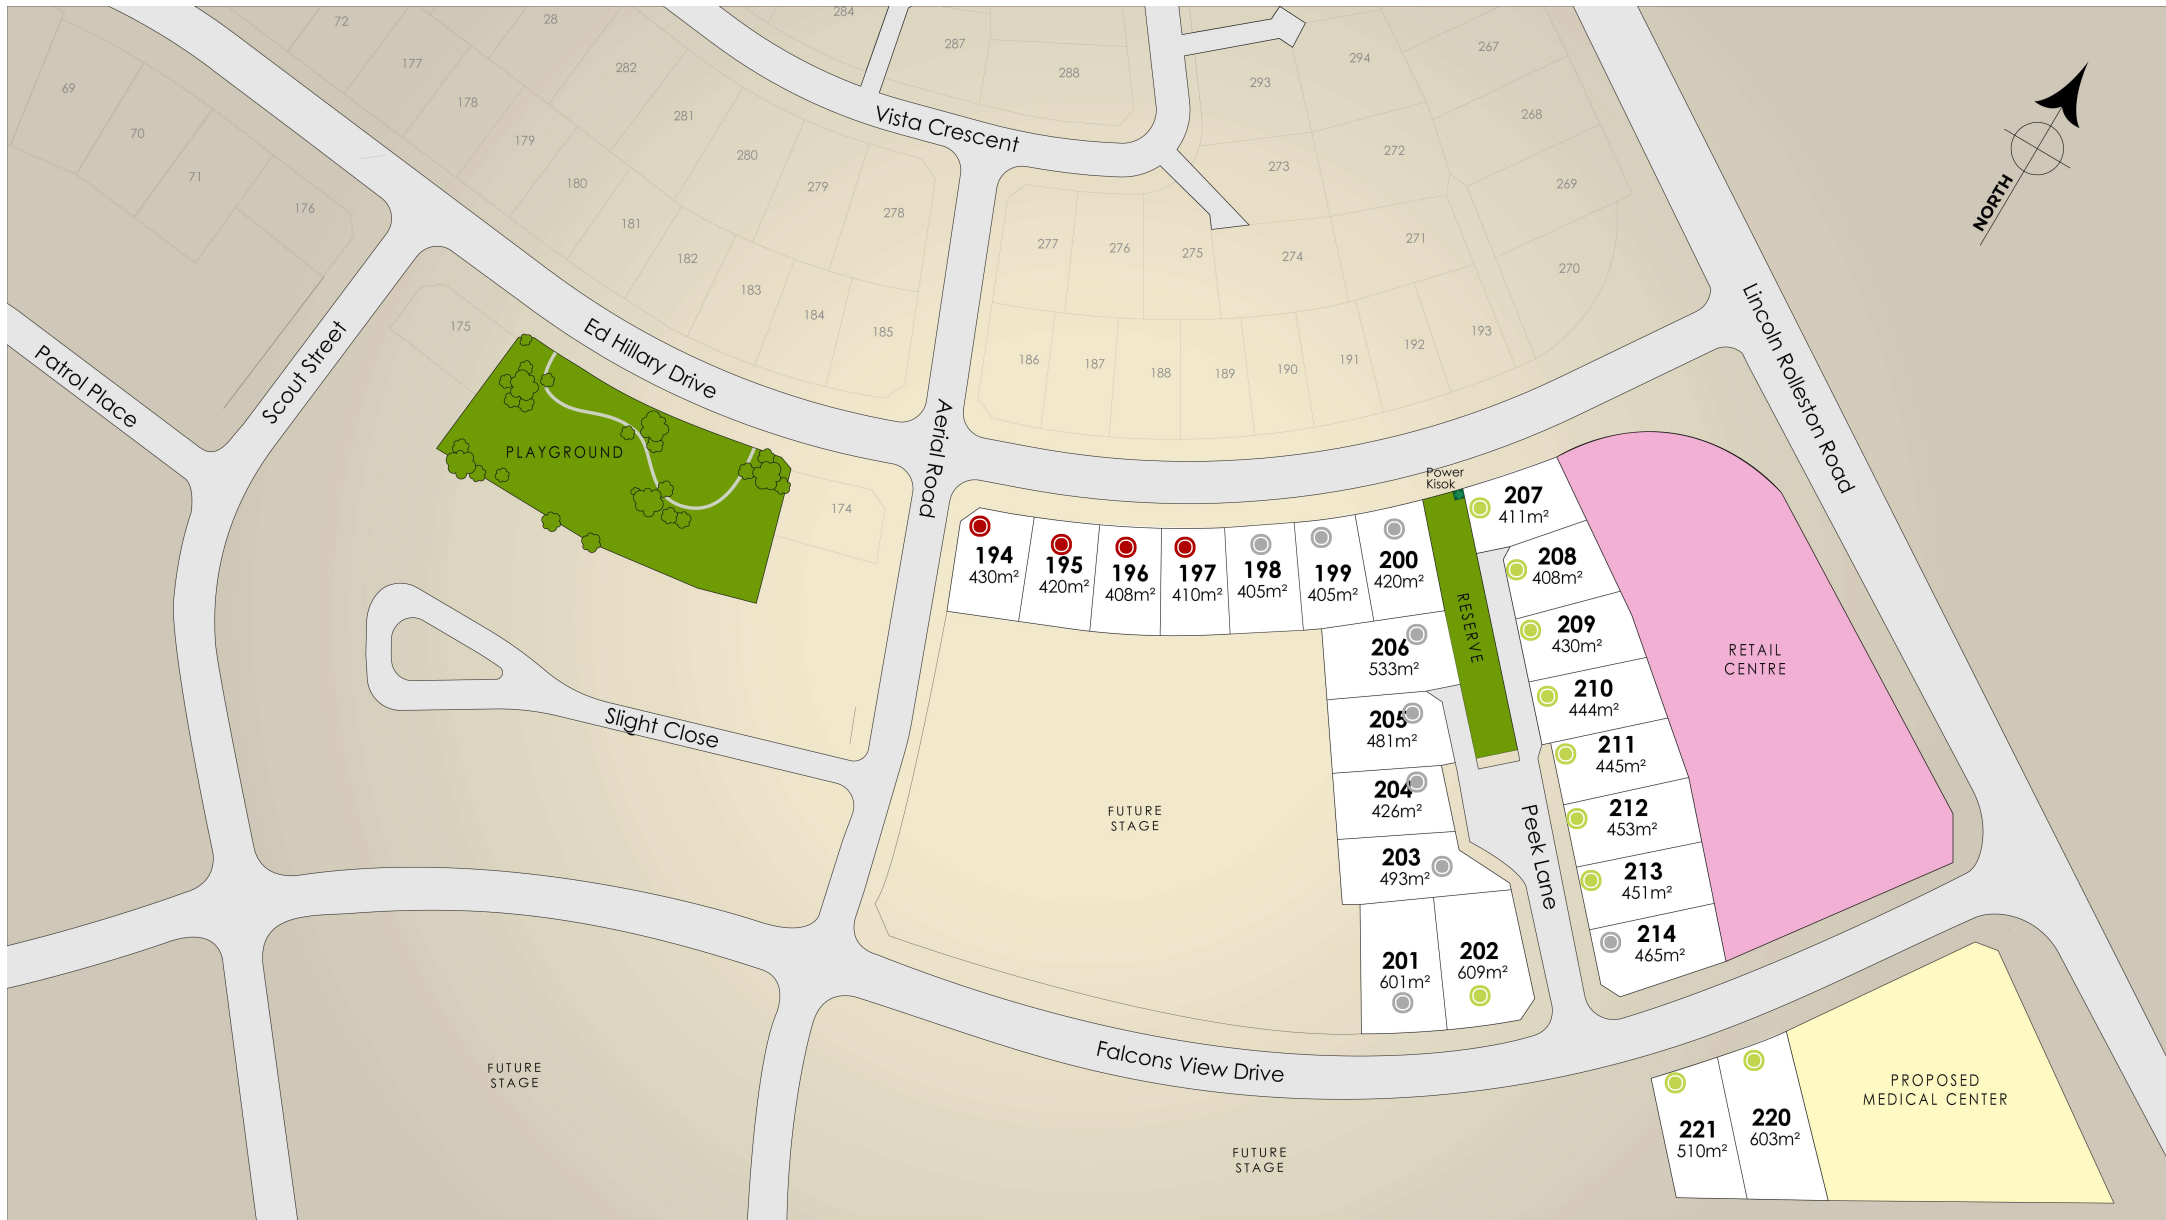 72
28
284
287
288
294
267
177
282
293
69
178
281
268
70
179
280
Vista Crescent
273
272
71
180
279
269
176
181
278
NORTH
182
277
276
275
274
271
270
183
184
185
175
Ed Hillary Drive
Lincoln Rolleston Road
Patrol Place
Scout Street
186
187
188
189
190
191
192
193
PLAYGROUND
Aerial Road
174
Power
Kisok
194
430m²
195
420m²
196
408m²
197
410m²
198
405m²
199
405m²
200
420m²
207
411m²
208
408m²
RESERVE
209
430m²
206
533m²
210
444m²
205
481m²
211
445m²
204
426m²
212
453m²
203
493m²
213
451m²
201
601m²
202
609m²
214
465m²
RETAIL
CENTRE
Slight Close
FUTURE
STAGE
Peek Lane
Falcons View Drive
FUTURE
STAGE
FUTURE
STAGE
221
510m²
220
603m²
PROPOSED
MEDICAL CENTER